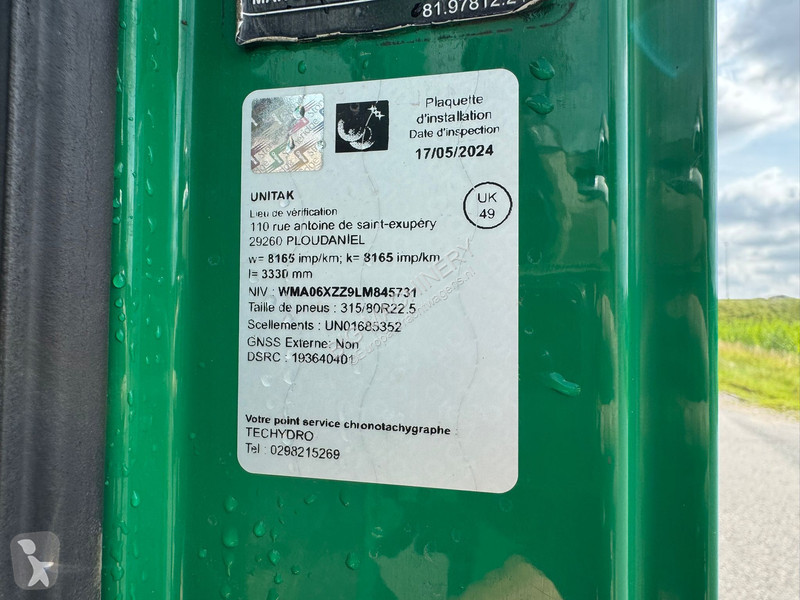 81.97812.2
Plaquette
d'installation
Date d'inspection
17/05/2024
UNITAK
Lieu de vérification
110 rue antoine de saint-exupéry
29260 PLOUDANIEL
UK
49
w= 8165 imp/km; k= 8165 imp/km
l= 3330 mm
NIV : WMA06XZZ9LM845731
Taille de pneus : 315/80R22.5
Scellements : UN01685352
GNSS Externe: Non
DSRC : 193640401
Votre point service chronotachygraphe :
TECHYDRO
Tel : 0298215269